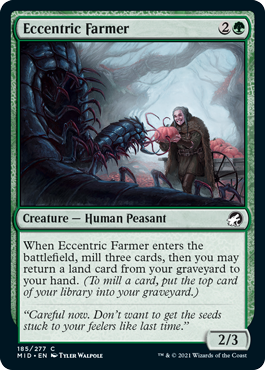 Eccentric Farmer 2
Creature — Human Peasant
When Eccentric Farmer enters the
battlefield, mill three cards, then you may
return a land card from your graveyard to
your hand. (To mill a card, put the top card
of your library into your graveyard.)
“Careful now. Don’t want to get the seeds
stuck to your feelers like last time.”
2/3
185/277 C
MID • EN TYLER WALPOLE
™ & © 2021 Wizards of the Coast